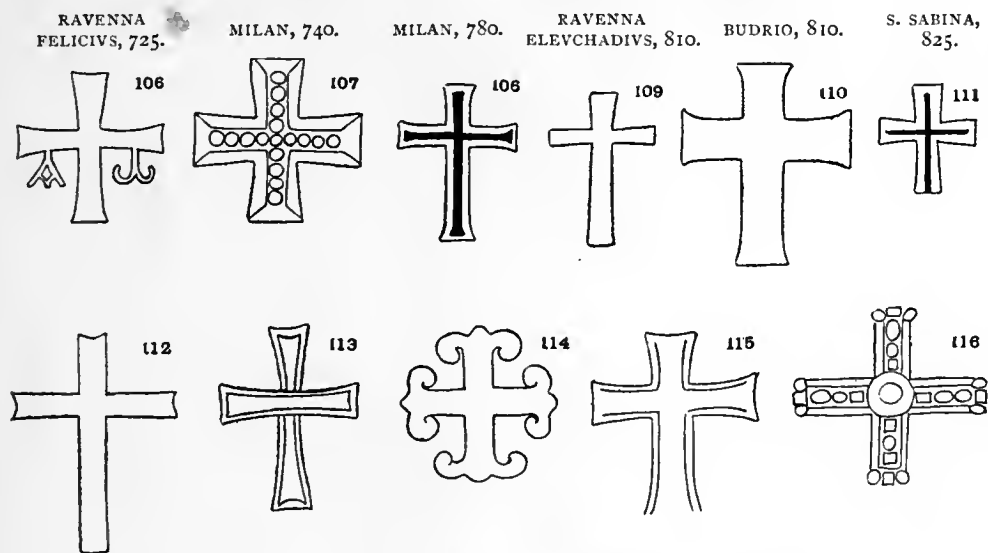 RAVENNA
FELICIVS, 725.
MILAN, 740.
MILAN, 780.
RAVENNA
ELEVCHADIVS, 810.
BUDRIO, 810.
S. SABINA,
825.
106
107
106
109
110
111
112
113
114
115
116